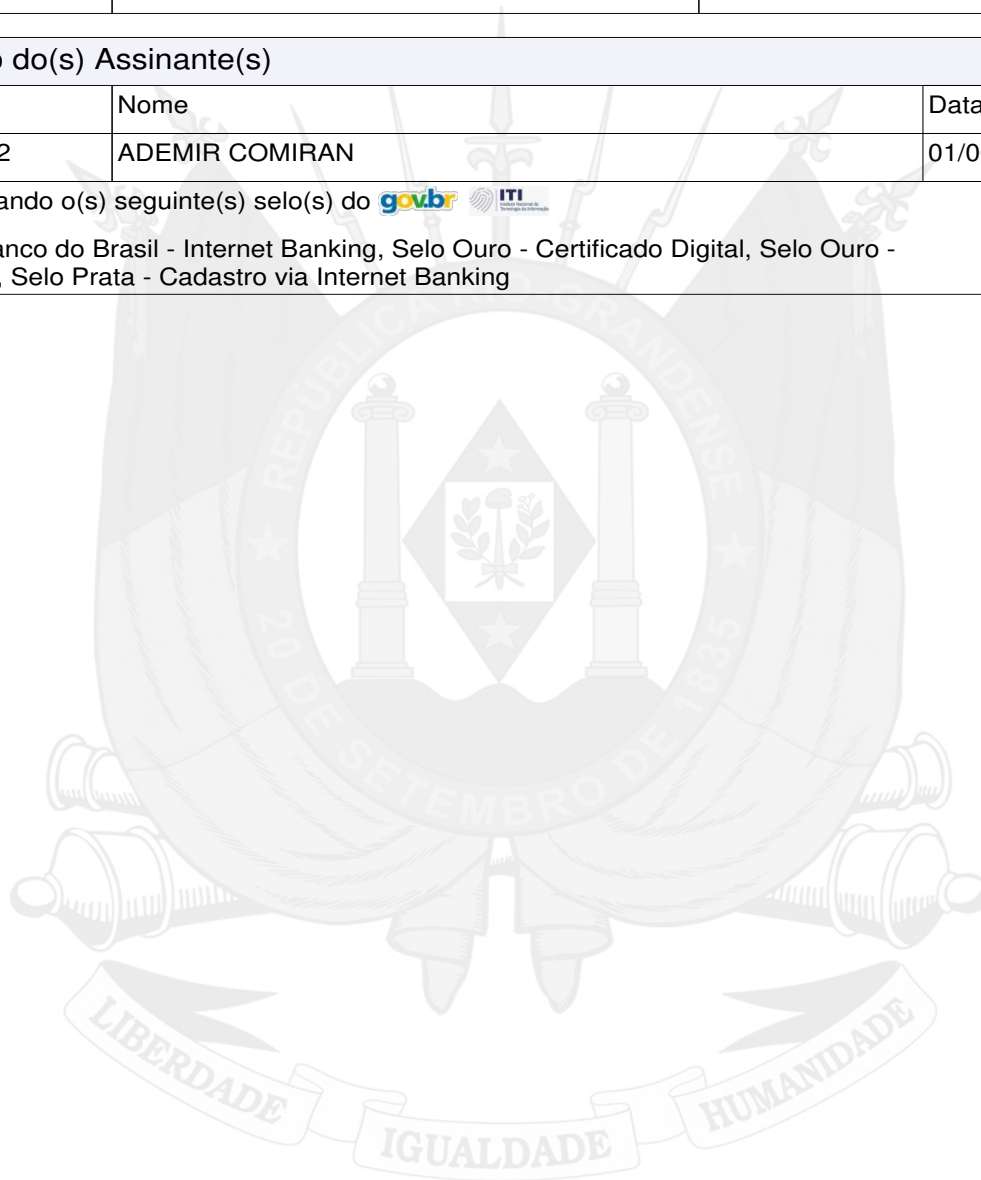 o do(s) Assinante(s)
Nome Data
2 ADEMIR COMIRAN 01/0
ando o(s) seguinte(s) selo(s) do gov.br ITI
anco do Brasil - Internet Banking, Selo Ouro - Certificado Digital, Selo Ouro -
, Selo Prata - Cadastro via Internet Banking
REPÚBLICA RIO GRANDENSE
20 DE SETEMBRO DE 1835
LIBERDADE IGUALDADE HUMANIDADE